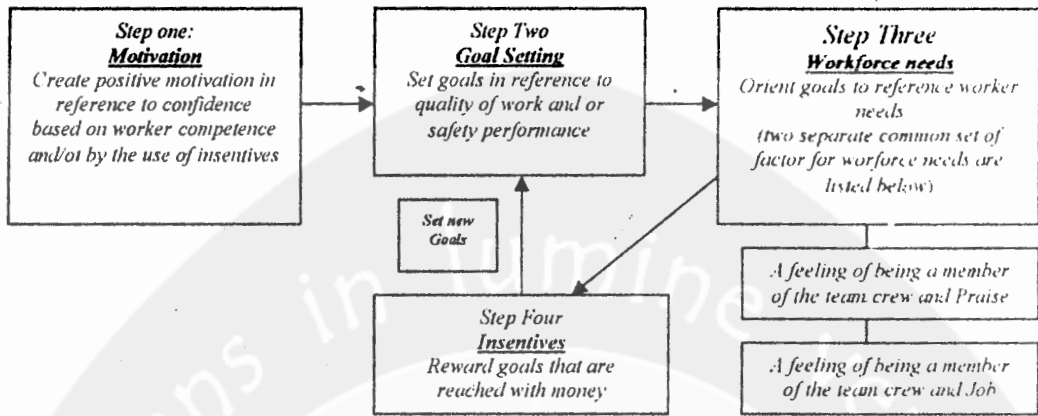 Step one:
Motivation
Create positive motivation in
reference to confidence
based on worker competence
and/ot by the use of insentives
Step Two
Goal Setting
Set goals in reference to
quality of work and or
safety performance
Step Three
Workforce needs
Orient goals to reference worker
needs
(two separate common set of
factor for worforce needs are
listed below)
Set new
Goals
A feeling of being a member
of the team crew and Praise
Step Four
Insentives
Reward goals that are
reached with money
A feeling of being a member
of the team crew and Job
ens in lumine